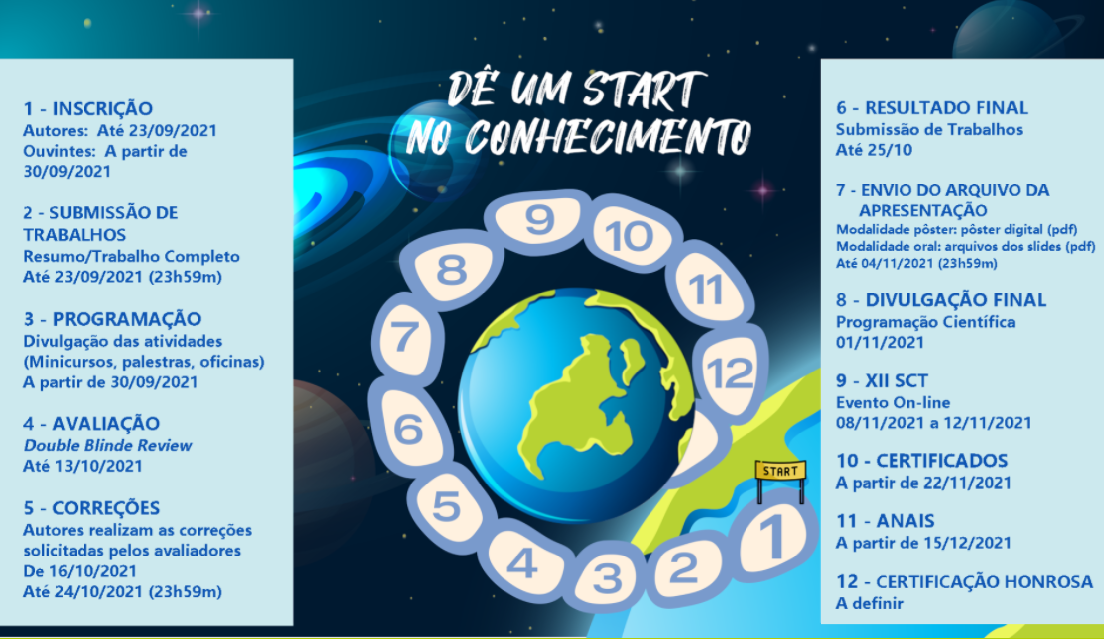 DÊ UM START
NO CONHECIMENTO
1 - INSCRIÇÃO
Autores: Até 23/09/2021
Ouvintes: A partir de
30/09/2021
2 - SUBMISSÃO DE
TRABALHOS
Resumo/Trabalho Completo
Até 23/09/2021 (23h59m)
3 - PROGRAMAÇÃO
Divulgação das atividades
(Minicursos, palestras, oficinas)
A partir de 30/09/2021
4 - AVALIAÇÃO
Double Blinde Review
Até 13/10/2021
5 - CORREÇÕES
Autores realizam as correções
solicitadas pelos avaliadores
De 16/10/2021
Até 24/10/2021 (23h59m)
6 - RESULTADO FINAL
Submissão de Trabalhos
Até 25/10
7 - ENVIO DO ARQUIVO DA
APRESENTAÇÃO
Modalidade pôster: pôster digital (pdf)
Modalidade oral: arquivos dos slides (pdf)
Até 04/11/2021 (23h59m)
8 - DIVULGAÇÃO FINAL
Programação Científica
01/11/2021
9 - XII SCT
Evento On-line
08/11/2021 a 12/11/2021
10 - CERTIFICADOS
A partir de 22/11/2021
11 - ANAIS
A partir de 15/12/2021
12 - CERTIFICAÇÃO HONROSA
A definir
START
1
2
3
4
5
6
7
8
9
10
11
12